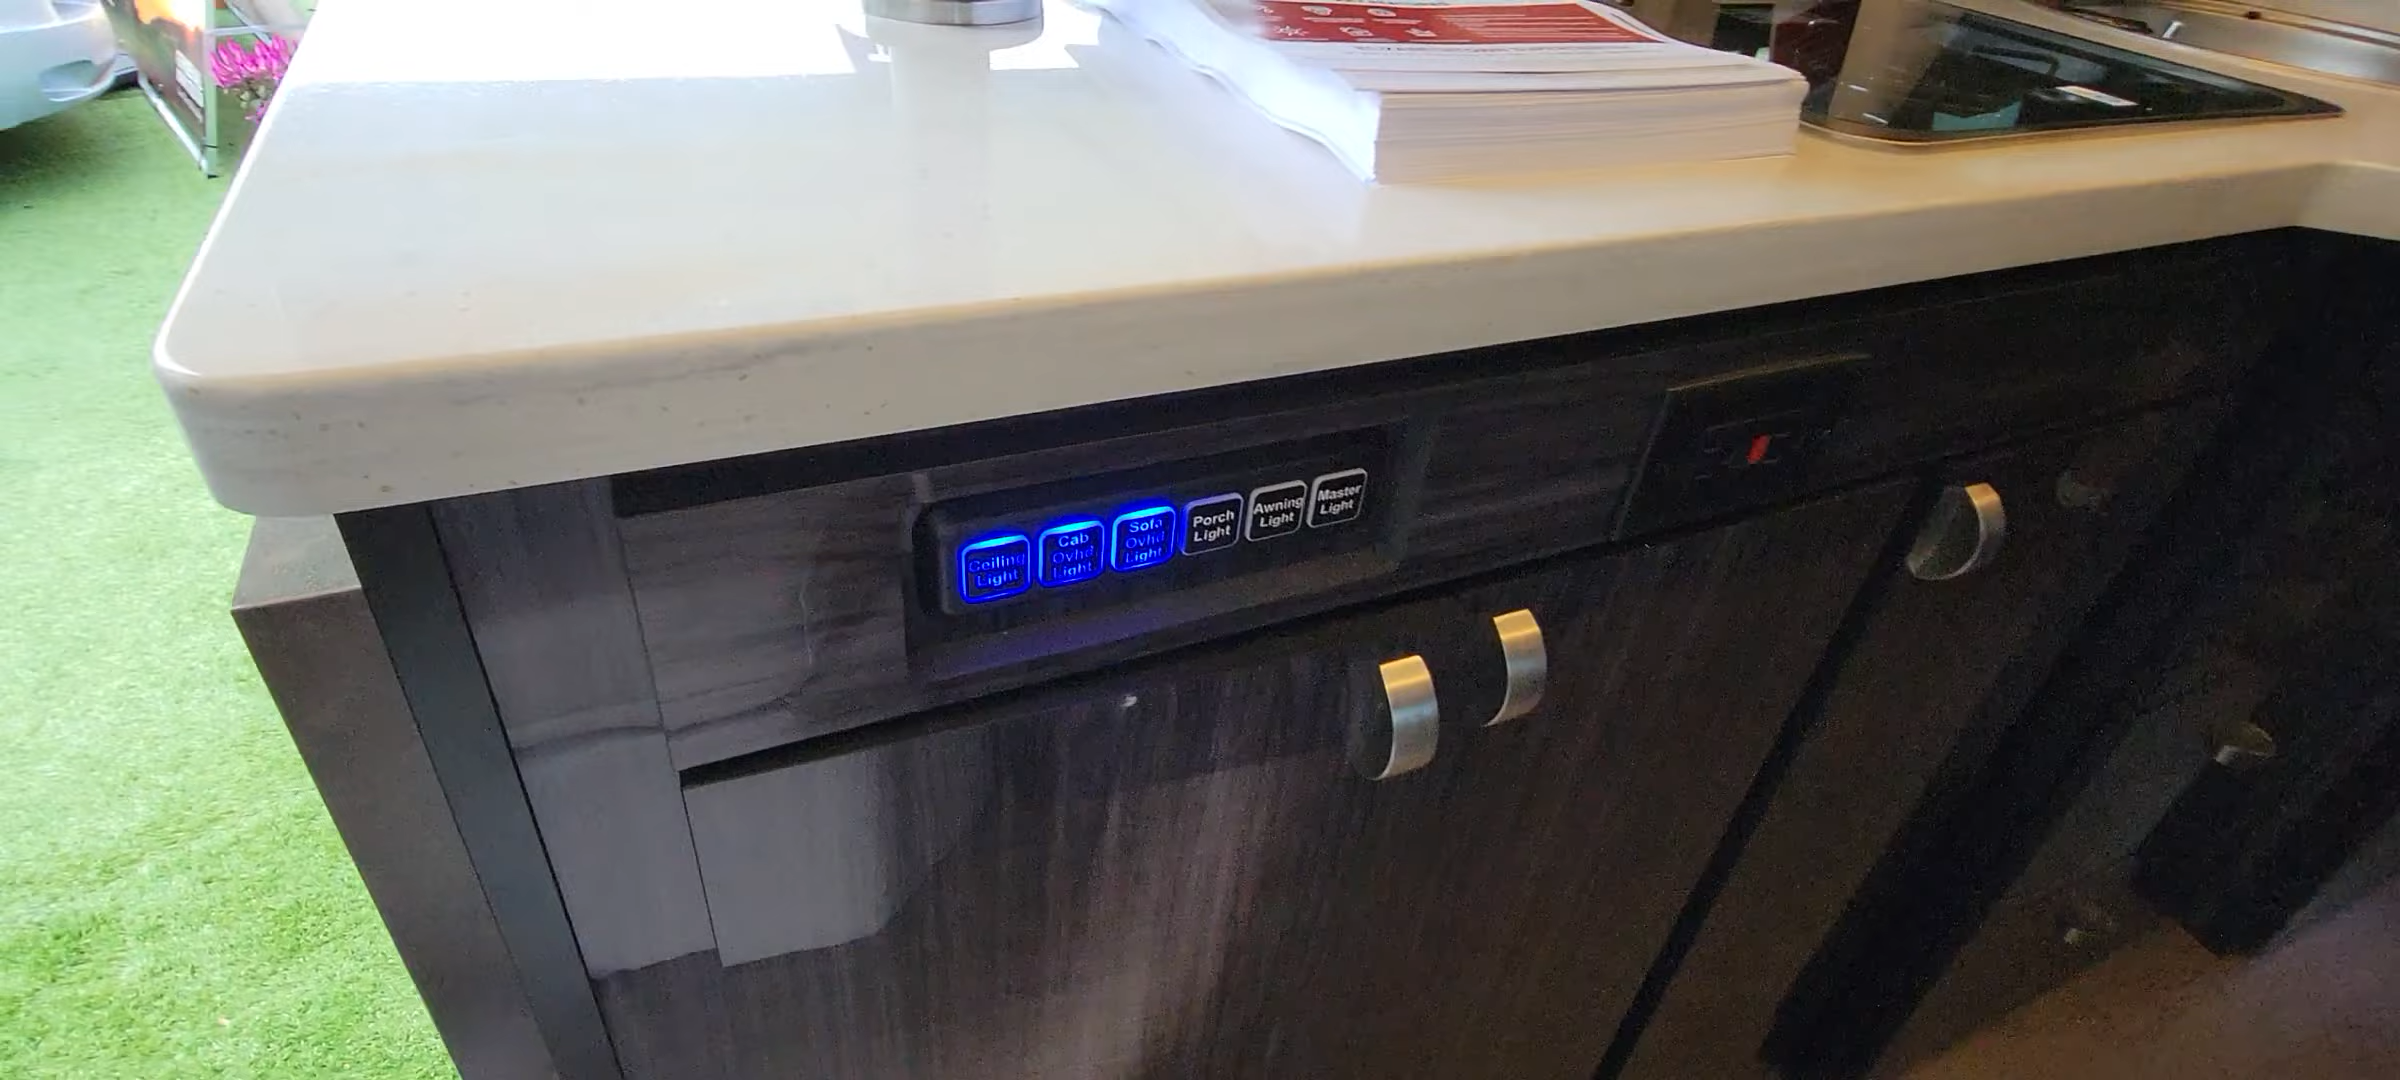 Ceiling
Light
Cab
Ovhd
Light
Sofa
Ovhd
Light
Porch
Light
Awning
Light
Master
Light